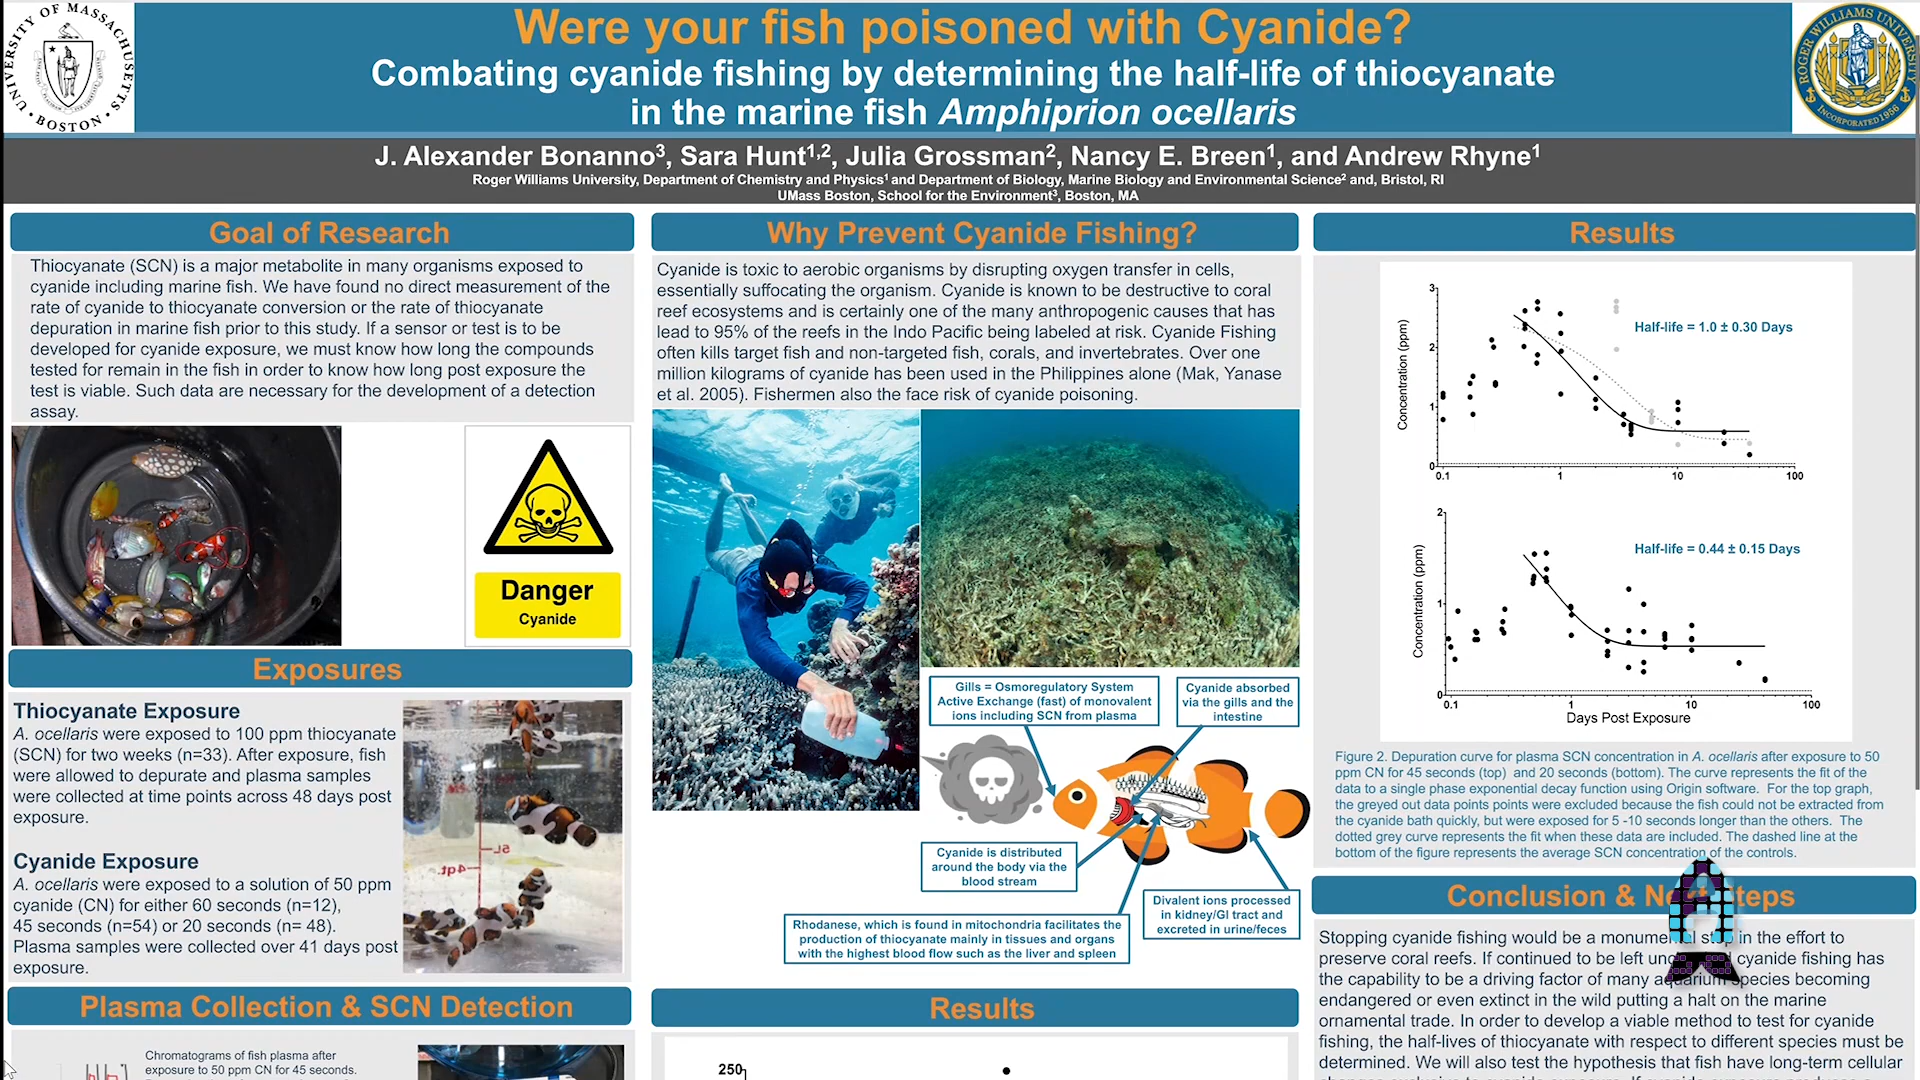 UNIVERSITY OF MASSACHUSETTS
• BOSTON •
Were your fish poisoned with Cyanide?
Combating cyanide fishing by determining the half-life of thiocyanate
in the marine fish Amphiprion ocellaris
ROGER WILLIAMS UNIVERSITY
INCORPORATED 1956
J. Alexander Bonanno3, Sara Hunt1,2, Julia Grossman2, Nancy E. Breen1, and Andrew Rhyne1
Roger Williams University, Department of Chemistry and Physics1 and Department of Biology, Marine Biology and Environmental Science2 and, Bristol, RI
UMass Boston, School for the Environment3, Boston, MA
Goal of Research
Thiocyanate (SCN) is a major metabolite in many organisms exposed to
cyanide including marine fish. We have found no direct measurement of the
rate of cyanide to thiocyanate conversion or the rate of thiocyanate
depuration in marine fish prior to this study. If a sensor or test is to be
developed for cyanide exposure, we must know how long the compounds
tested for remain in the fish in order to know how long post exposure the
test is viable. Such data are necessary for the development of a detection
assay.
Danger
Cyanide
Exposures
Thiocyanate Exposure
A. ocellaris were exposed to 100 ppm thiocyanate
(SCN) for two weeks (n=33). After exposure, fish
were allowed to depurate and plasma samples
were collected at time points across 48 days post
exposure.
Cyanide Exposure
A. ocellaris were exposed to a solution of 50 ppm
cyanide (CN) for either 60 seconds (n=12),
45 seconds (n=54) or 20 seconds (n= 48).
Plasma samples were collected over 41 days post
exposure.
5L
4qt.
Plasma Collection & SCN Detection
Chromatograms of fish plasma after
exposure to 50 ppm CN for 45 seconds.
Why Prevent Cyanide Fishing?
Cyanide is toxic to aerobic organisms by disrupting oxygen transfer in cells,
essentially suffocating the organism. Cyanide is known to be destructive to coral
reef ecosystems and is certainly one of the many anthropogenic causes that has
lead to 95% of the reefs in the Indo Pacific being labeled at risk. Cyanide Fishing
often kills target fish and non-targeted fish, corals, and invertebrates. Over one
million kilograms of cyanide has been used in the Philippines alone (Mak, Yanase
et al. 2005). Fishermen also the face risk of cyanide poisoning.
Gills = Osmoregulatory System
Active Exchange (fast) of monovalent
ions including SCN from plasma
Cyanide absorbed
via the gills and the
intestine
Cyanide is distributed
around the body via the
blood stream
Divalent ions processed
in kidney/GI tract and
excreted in urine/feces
Rhodanese, which is found in mitochondria facilitates the
production of thiocyanate mainly in tissues and organs
with the highest blood flow such as the liver and spleen
Results
250
Results
3
2
1
0
Concentration (ppm)
Half-life = 1.0 ± 0.30 Days
0.1 1 10 100
2
1
0
Concentration (ppm)
Half-life = 0.44 ± 0.15 Days
0.1 1 10 100
Days Post Exposure
Figure 2. Depuration curve for plasma SCN concentration in A. ocellaris after exposure to 50
ppm CN for 45 seconds (top) and 20 seconds (bottom). The curve represents the fit of the
data to a single phase exponential decay function using Origin software. For the top graph,
the greyed out data points points were excluded because the fish could not be extracted from
the cyanide bath quickly, but were exposed for 5 -10 seconds longer than the others. The
dotted grey curve represents the fit when these data are included. The dashed line at the
bottom of the figure represents the average SCN concentration of the controls.
Conclusion & Next Steps
Stopping cyanide fishing would be a monumental step in the effort to
preserve coral reefs. If continued to be left cyanide fishing has
the capability to be a driving factor of many aquarium species becoming
endangered or even extinct in the wild putting a halt on the marine
ornamental trade. In order to develop a viable method to test for cyanide
fishing, the half-lives of thiocyanate with respect to different species must be
determined. We will also test the hypothesis that fish have long-term cellular
A